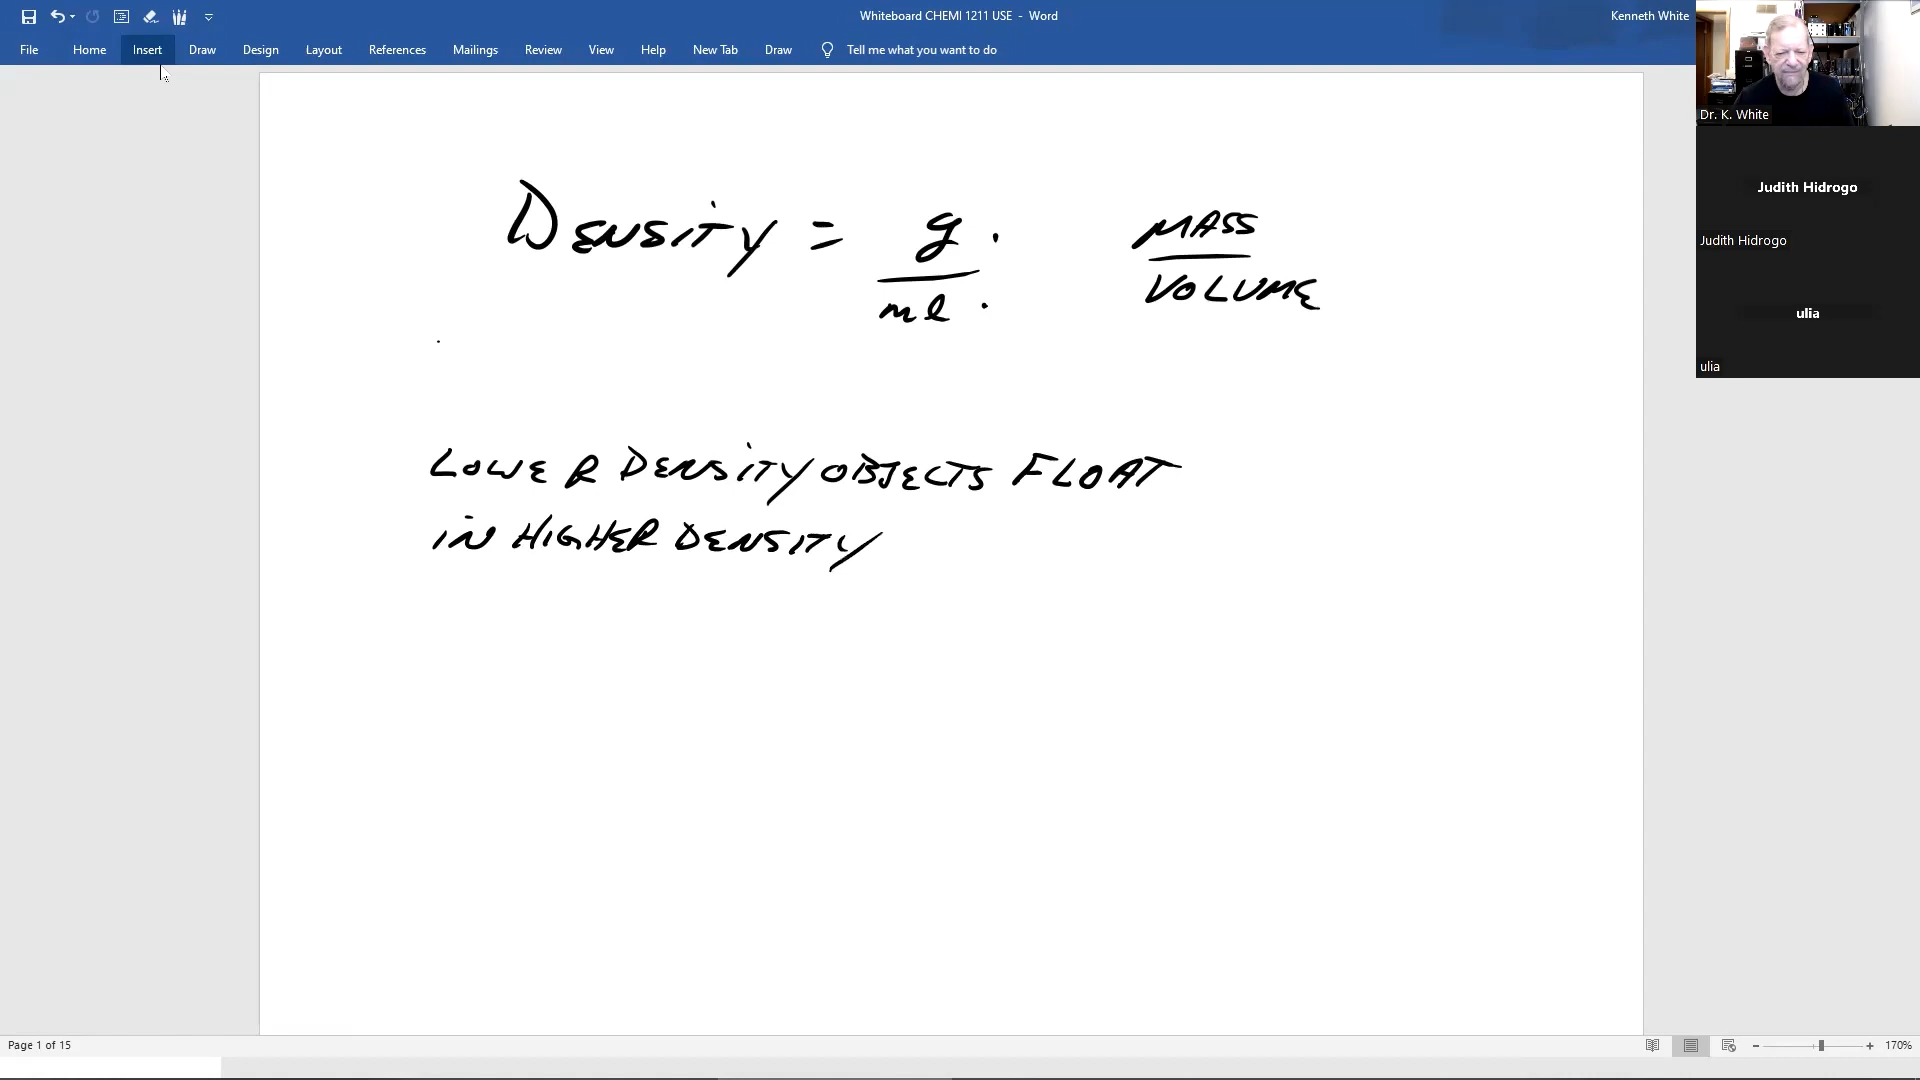 Whiteboard CHEMI 1211 USE - Word
Kenneth White
File Home Insert Draw Design Layout References Mailings Review View Help New Tab Draw Tell me what you want to do
Dr. K. White
Judith Hidrogo
Judith Hidrogo
ulia
ulia
DENSITY = g. MASS
ml. VOLUME
LOWER DENSITY OBJECTS FLOAT
IN HIGHER DENSITY
Page 1 of 15
170%